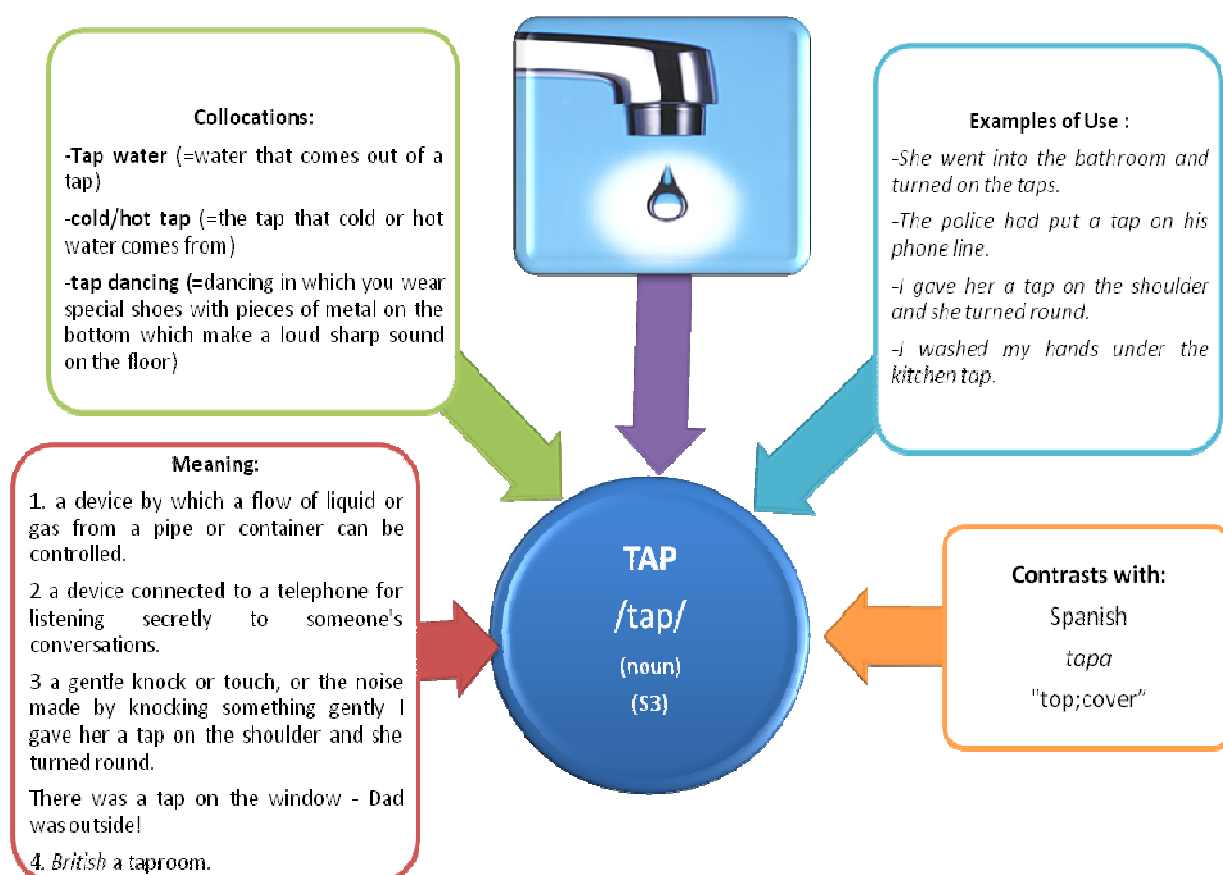 Collocations:
-Tap water (=water that comes out of a
tap)
-cold/hot tap (=the tap that cold or hot
water comes from)
-tap dancing (=dancing in which you wear
special shoes with pieces of metal on the
bottom which make a loud sharp sound
on the floor)
Examples of Use :
-She went into the bathroom and
turned on the taps.
-The police had put a tap on his
phone line.
-I gave her a tap on the shoulder
and she turned round.
-I washed my hands under the
kitchen tap.
Meaning:
1. a device by which a flow of liquid or
gas from a pipe or container can be
controlled.
2 a device connected to a telephone for
listening secretly to someone's
conversations.
3 a gentle knock or touch, or the noise
made by knocking something gently I
gave her a tap on the shoulder and she
turned round.
There was a tap on the window - Dad
was outside!
4. British a taproom.
TAP
/tap/
(noun)
(S3)
Contrasts with:
Spanish
tapa
"top;cover”